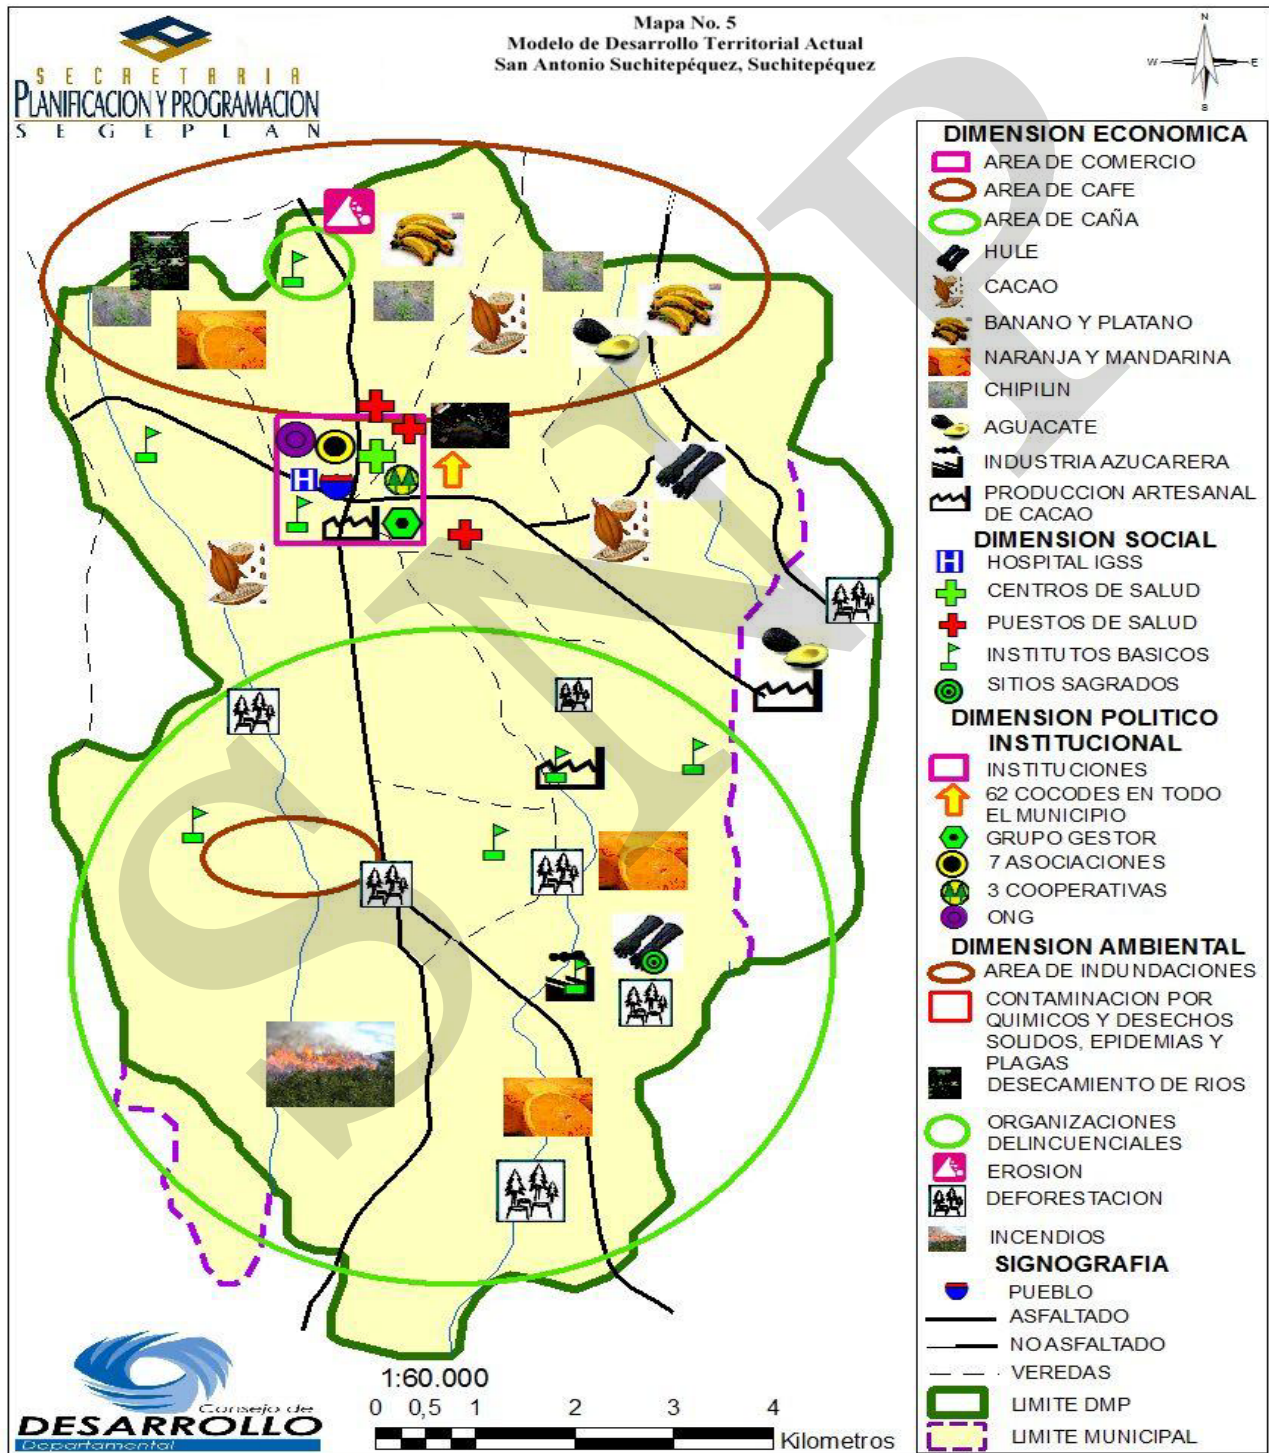 Mapa No. 5
Modelo de Desarrollo Territorial Actual
San Antonio Suchitepéquez, Suchitepéquez
SECRETARIA
PLANIFICACION Y PROGRAMACION
SEGEPLAN
N
W
E
S
DIMENSION ECONOMICA
AREA DE COMERCIO
AREA DE CAFE
AREA DE CAÑA
HULE
CACAO
BANANO Y PLATANO
NARANJA Y MANDARINA
CHIPILIN
AGUACATE
INDUSTRIA AZUCARERA
PRODUCCION ARTESANAL
DE CACAO
DIMENSION SOCIAL
HOSPITAL IGSS
CENTROS DE SALUD
PUESTOS DE SALUD
INSTITUTOS BASICOS
SITIOS SAGRADOS
DIMENSION POLITICO
INSTITUCIONAL
INSTITUCIONES
62 COCODES EN TODO
EL MUNICIPIO
GRUPO GESTOR
7 ASOCIACIONES
3 COOPERATIVAS
ONG
DIMENSION AMBIENTAL
AREA DE INDUNDACIONES
CONTAMINACION POR
QUIMICOS Y DESECHOS
SOLIDOS, EPIDEMIAS Y
PLAGAS
DESECAMIENTO DE RIOS
ORGANIZACIONES
DELINCUENCIALES
EROSION
DEFORESTACION
INCENDIOS
SIGNOGRAFIA
PUEBLO
ASFALTADO
NO ASFALTADO
VEREDAS
LIMITE DMP
LIMITE MUNICIPAL
H
H
SNIP
Consejo de
DESARROLLO
Departamental
1:60.000
0 0,5 1 2 3 4
Kilometros